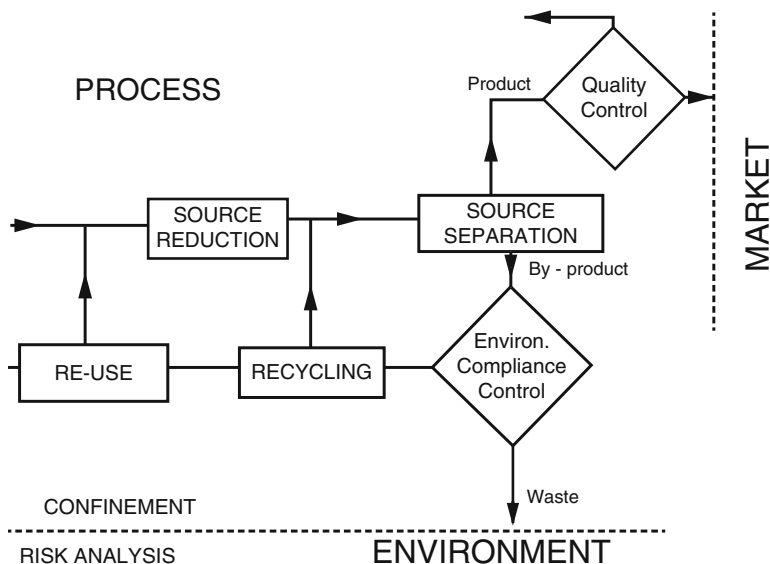 PROCESS
Product
Quality
Control
MARKET
SOURCE
REDUCTION
SOURCE
SEPARATION
By - product
RE-USE
RECYCLING
Environ.
Compliance
Control
Waste
CONFINEMENT
RISK ANALYSIS
ENVIRONMENT